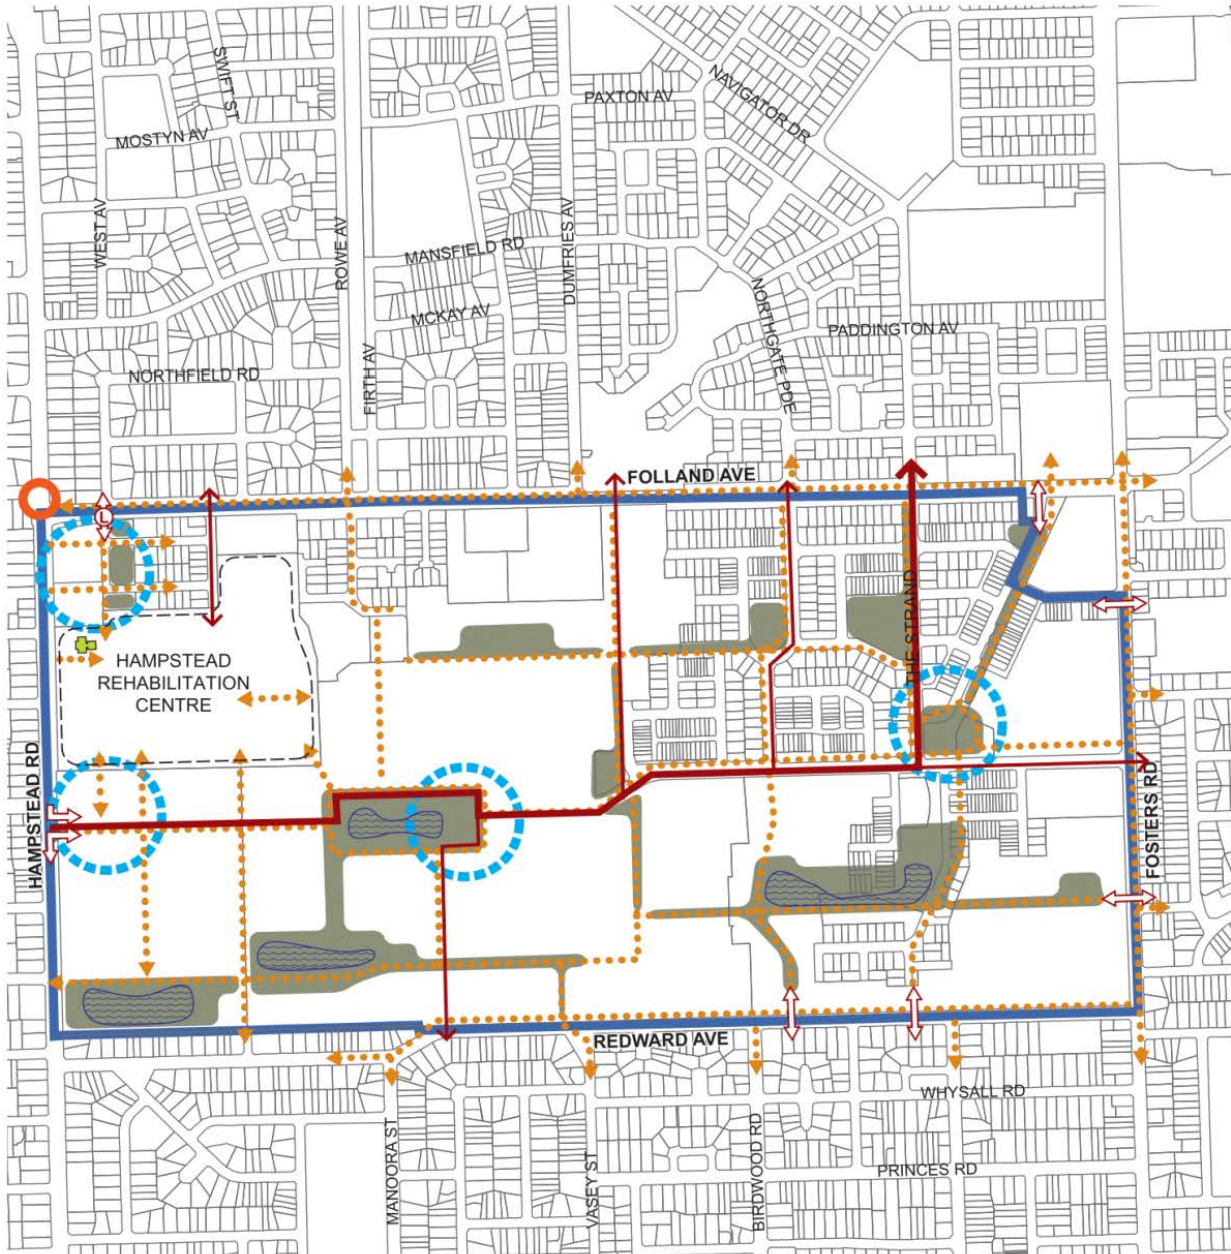 SWIFT ST
NAVIGATOR DR
PAXTON AV
MOSTYN AV
WEST AV
ROWE AV
MANSFIELD RD
DUMFRIES AV
MCKAY AV
NORTHGATE PDE
PADDINGTON AV
NORTHFIELD RD
FIRTH AV
FOLLAND AVE
L
THE STRAND
HAMPSTEAD
REHABILITATION
CENTRE
HAMPSTEAD RD
FOSTERS RD
REDWARD AVE
WHYSALL RD
MANOORA ST
VASEY ST
BIRDWOOD RD
PRINCES RD